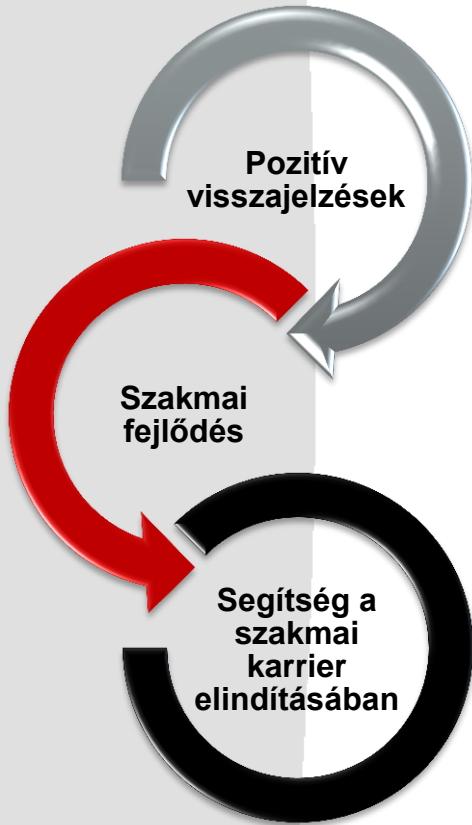 Pozitív
visszajelzések
Szakmai
fejlődés
Segítség a
szakmai
karrier
elindításában